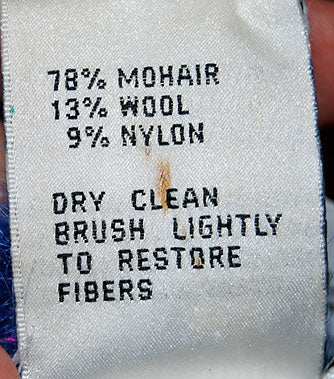 78% MOHAIR
13% WOOL
9% NYLON
DRY CLEAN
BRUSH LIGHTLY
TO RESTORE
FIBERS